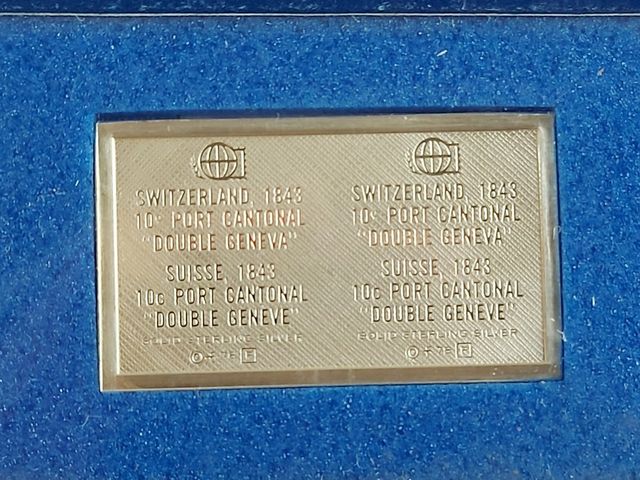 SWITZERLAND, 1843
10c PORT CANTONAL
"DOUBLE GENEVA"
SUISSE, 1843
10c PORT CANTONAL
"DOUBLE GENEVE"
SOLID STERLING SILVER
SWITZERLAND, 1843
10c PORT CANTONAL
"DOUBLE GENEVA"
SUISSE, 1843
10c PORT CANTONAL
"DOUBLE GENEVE"
SOLID STERLING SILVER